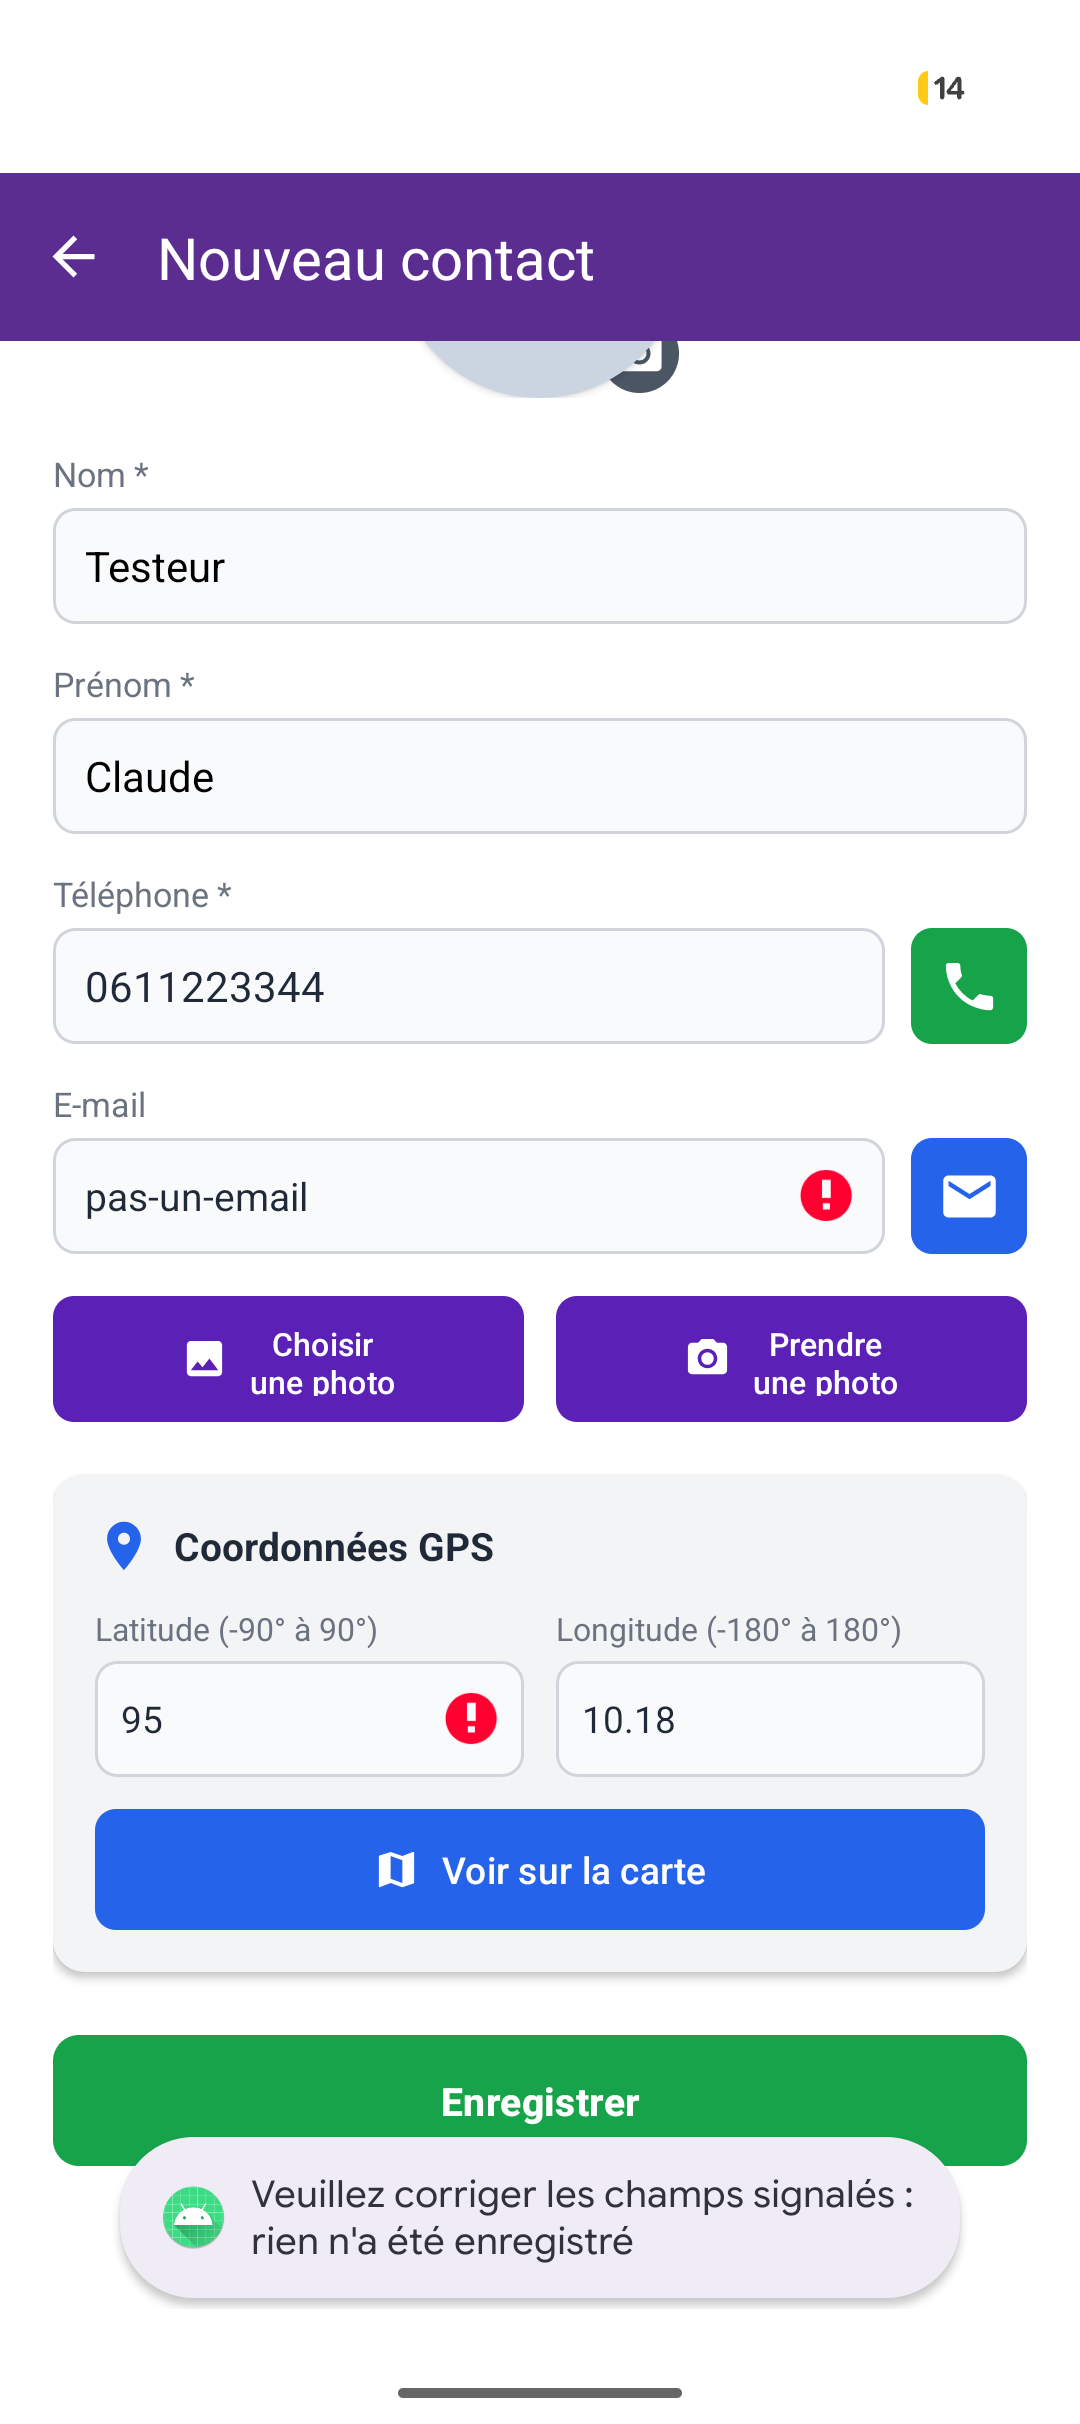 14
Nouveau contact
Nom *
Testeur
Prénom *
Claude
Téléphone *
0611223344
E-mail
pas-un-email
Choisir
une photo
Prendre
une photo
Coordonnées GPS
Latitude (-90° à 90°)
Longitude (-180° à 180°)
95
10.18
Voir sur la carte
Enregistrer
Veuillez corriger les champs signalés :
rien n'a été enregistré